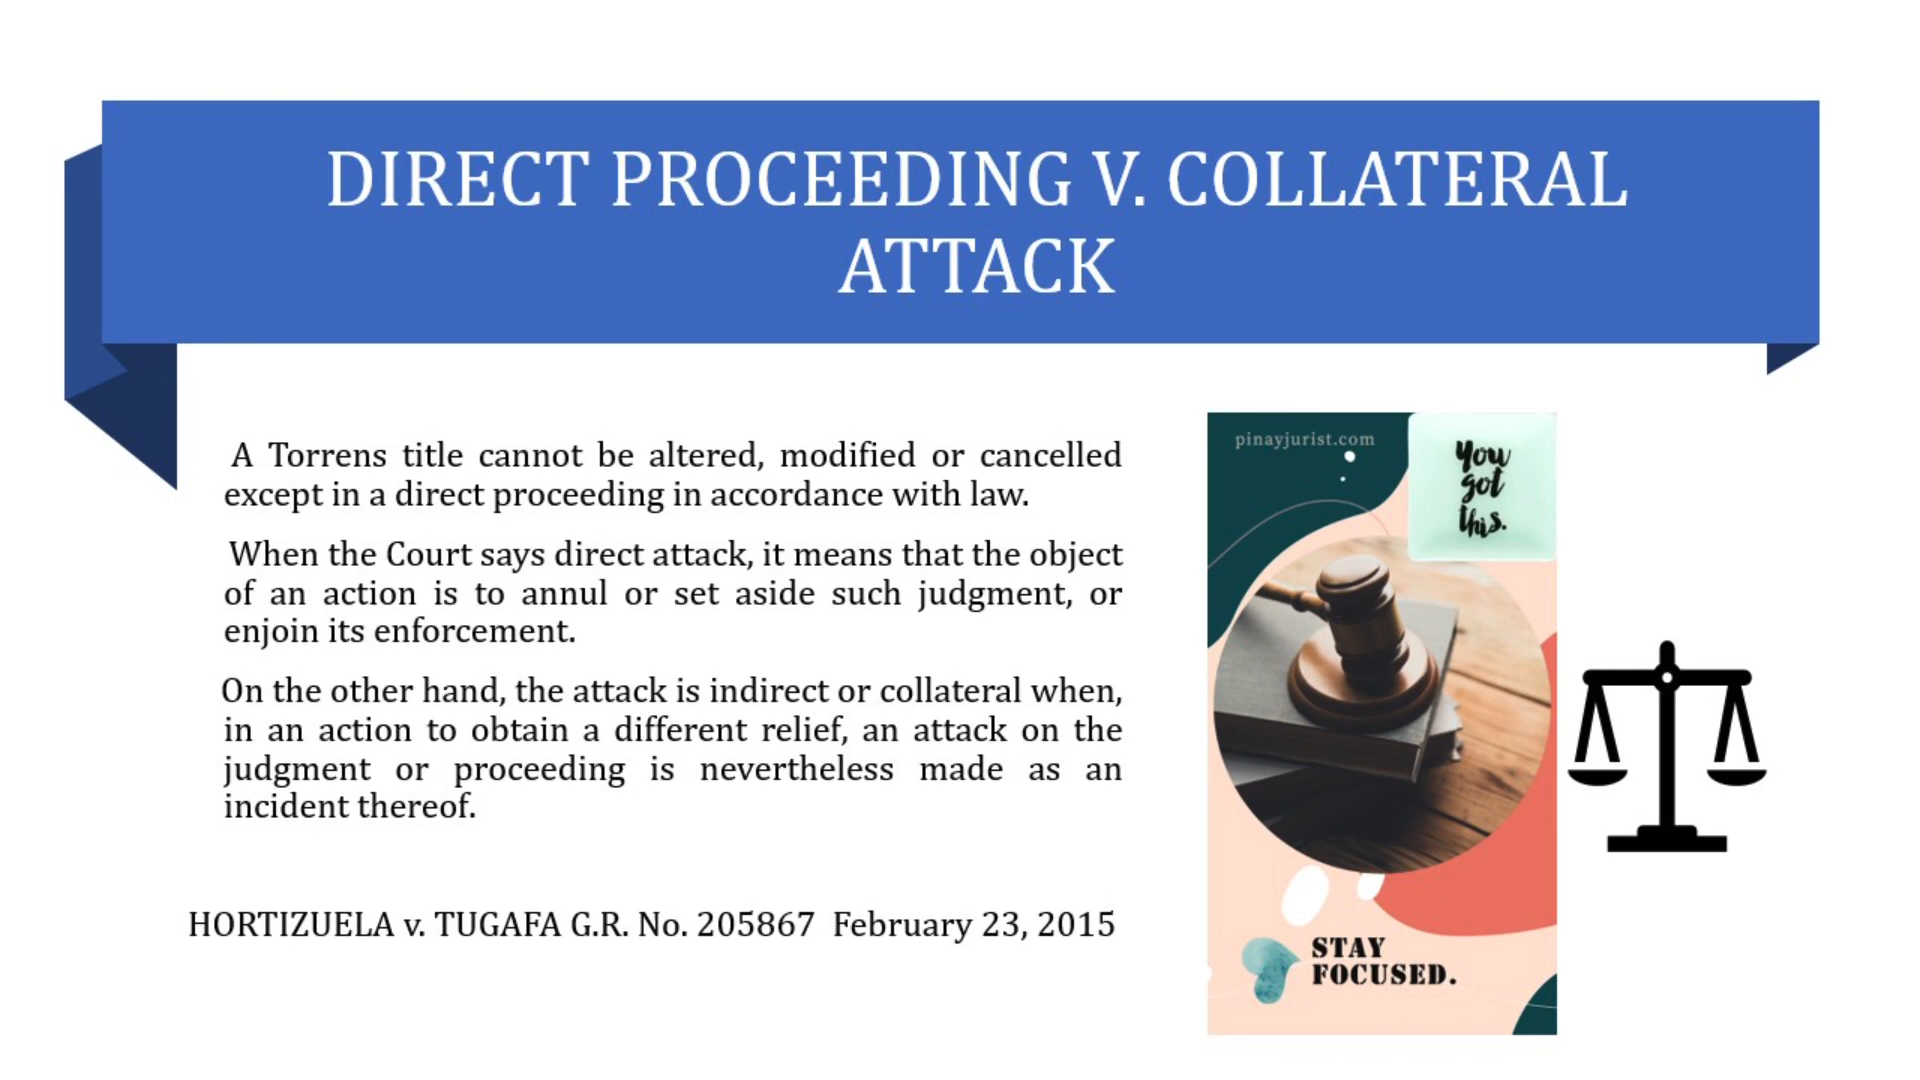 DIRECT PROCEEDING V. COLLATERAL
ATTACK
A Torrens title cannot be altered, modified or cancelled
except in a direct proceeding in accordance with law.
When the Court says direct attack, it means that the object
of an action is to annul or set aside such judgment, or
enjoin its enforcement.
On the other hand, the attack is indirect or collateral when,
in an action to obtain a different relief, an attack on the
judgment or proceeding is nevertheless made as an
incident thereof.
HORTIZUELA v. TUGAFA G.R. No. 205867 February 23, 2015
pinayjurist.com
You
got
this.
STAY
FOCUSED.